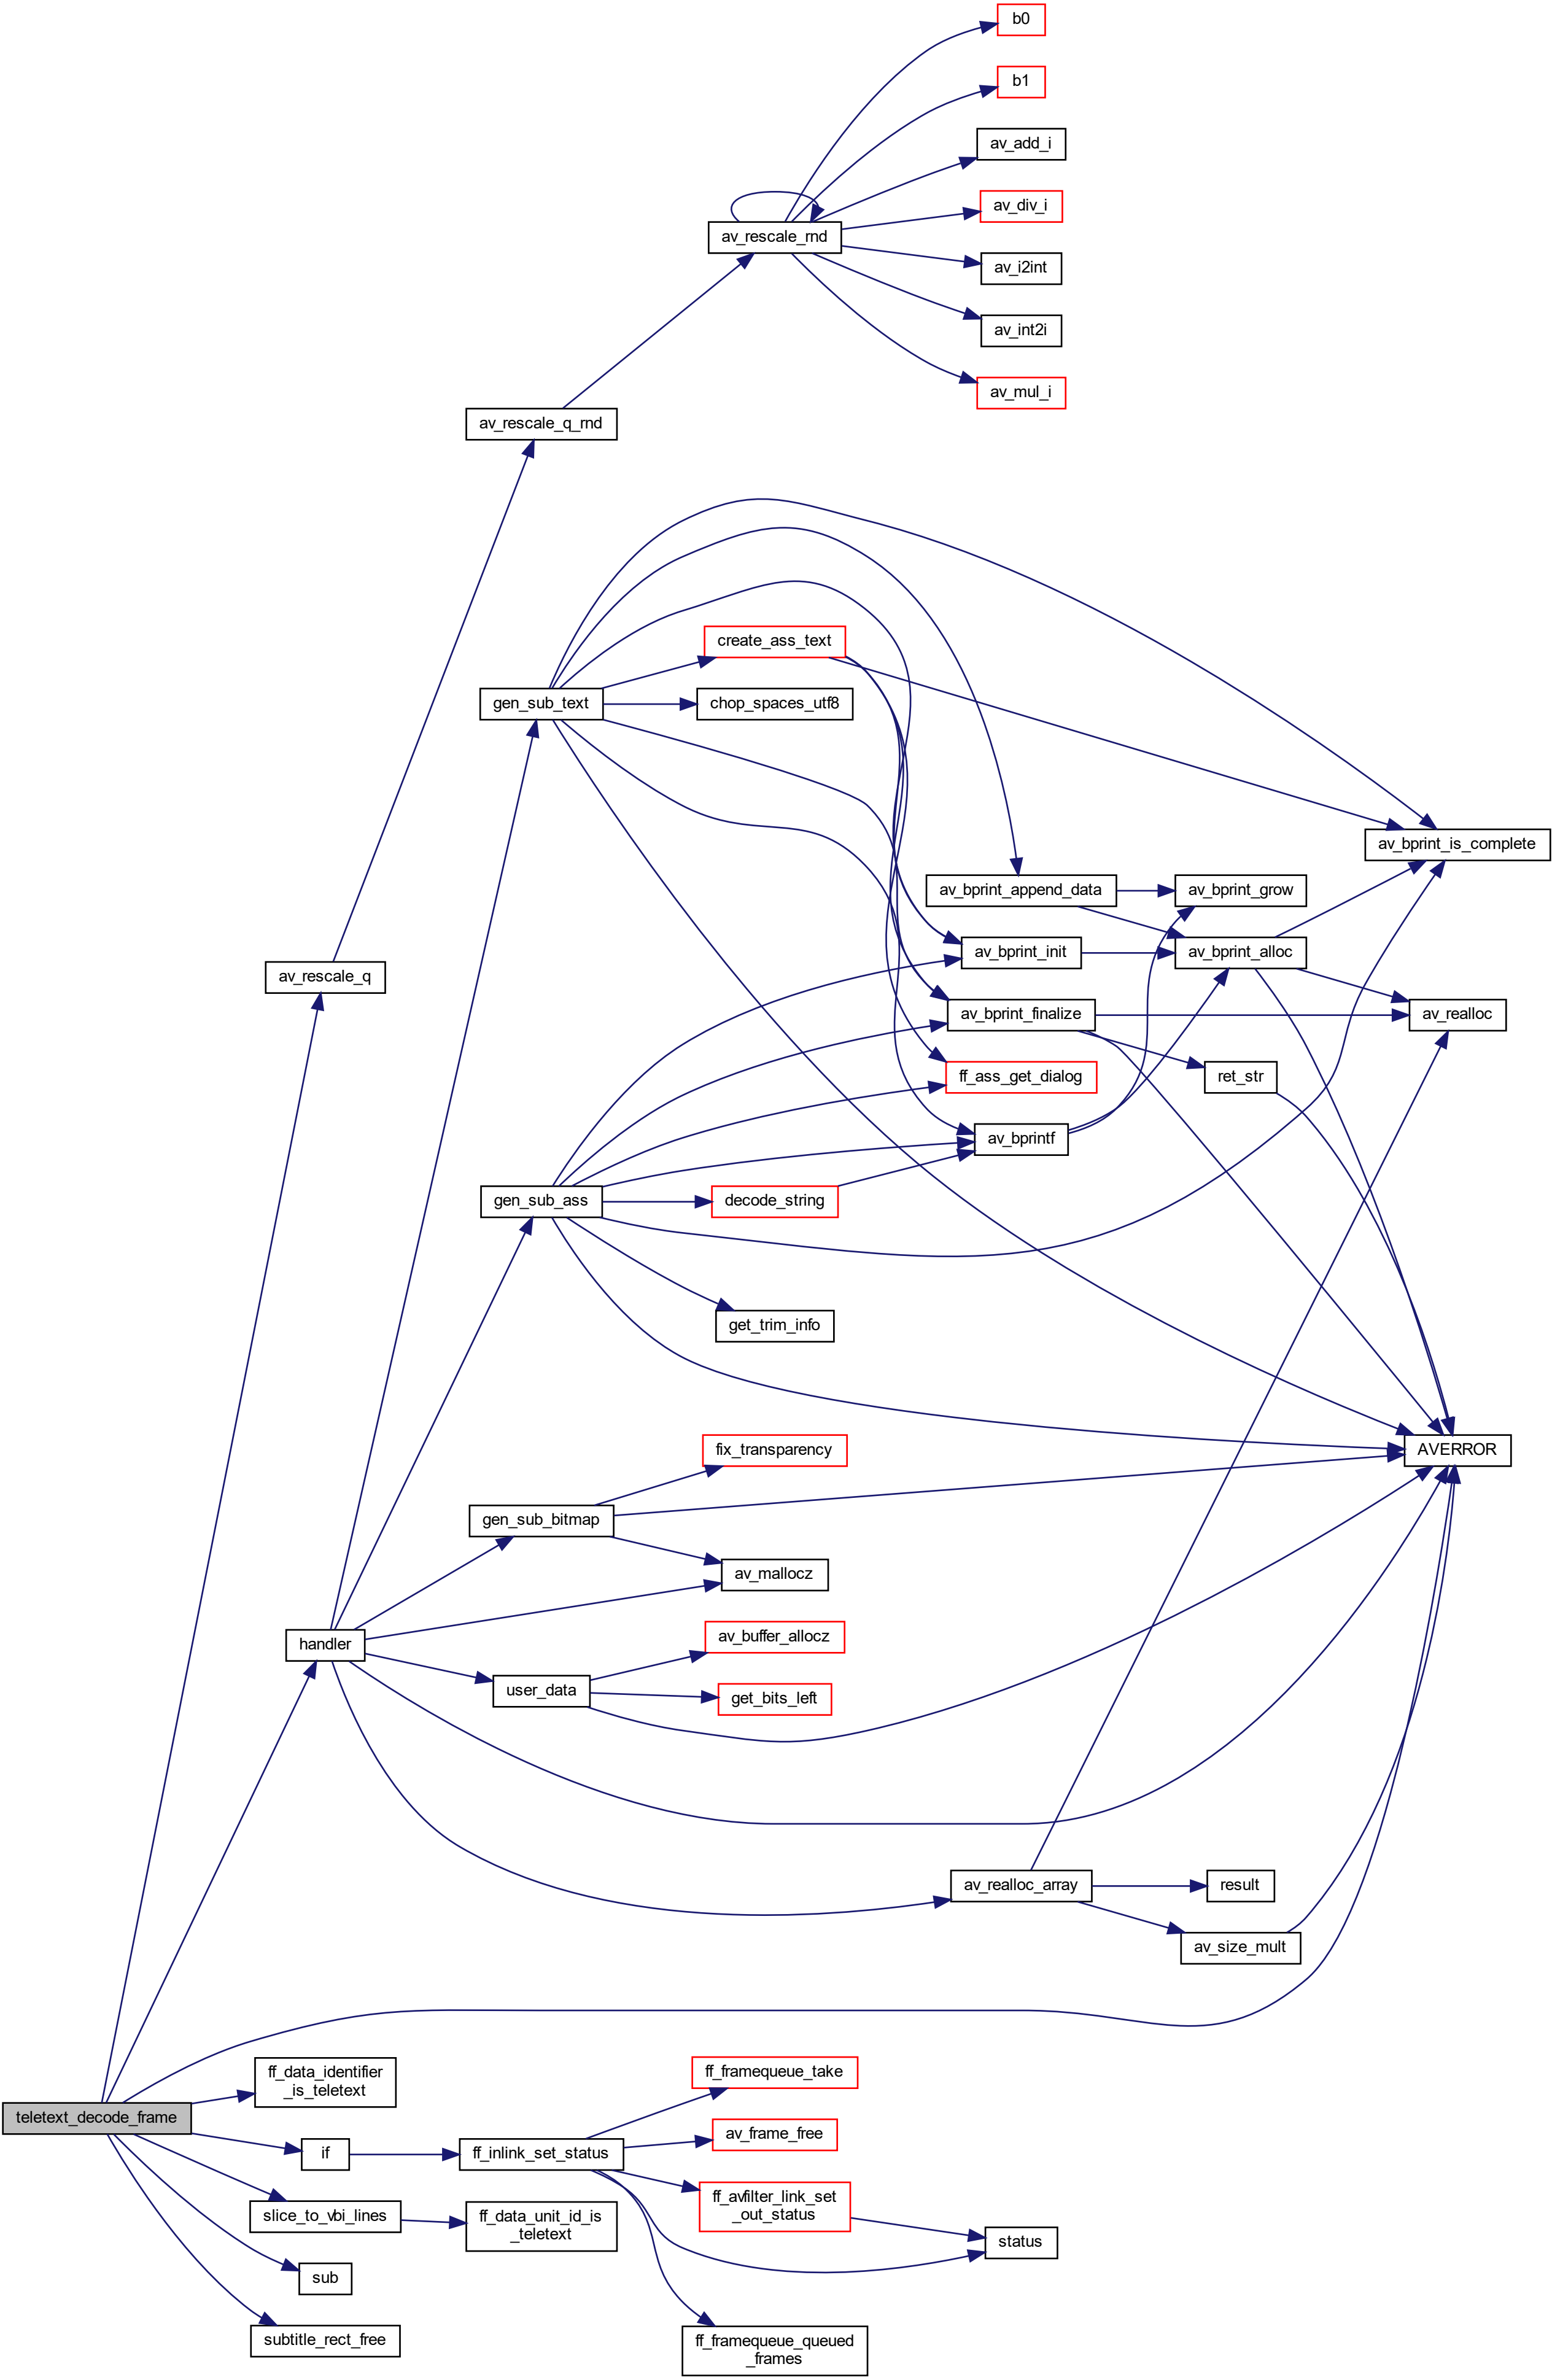 b0
b1
av_add_i
av_div_i
av_rescale_rnd
av_i2int
av_int2i
av_mul_i
av_rescale_q_rnd
create_ass_text
gen_sub_text
chop_spaces_utf8
av_bprint_is_complete
av_bprint_append_data
av_bprint_grow
av_bprint_init
av_bprint_alloc
av_rescale_q
av_bprint_finalize
av_realloc
ff_ass_get_dialog
ret_str
av_bprintf
gen_sub_ass
decode_string
get_trim_info
fix_transparency
AVERROR
gen_sub_bitmap
av_mallocz
handler
av_buffer_allocz
user_data
get_bits_left
av_realloc_array
result
av_size_mult
ff_data_identifier
_is_teletext
ff_framequeue_take
teletext_decode_frame
av_frame_free
if
ff_inlink_set_status
slice_to_vbi_lines
ff_data_unit_id_is
_teletext
ff_avfilter_link_set
_out_status
status
sub
subtitle_rect_free
ff_framequeue_queued
_frames